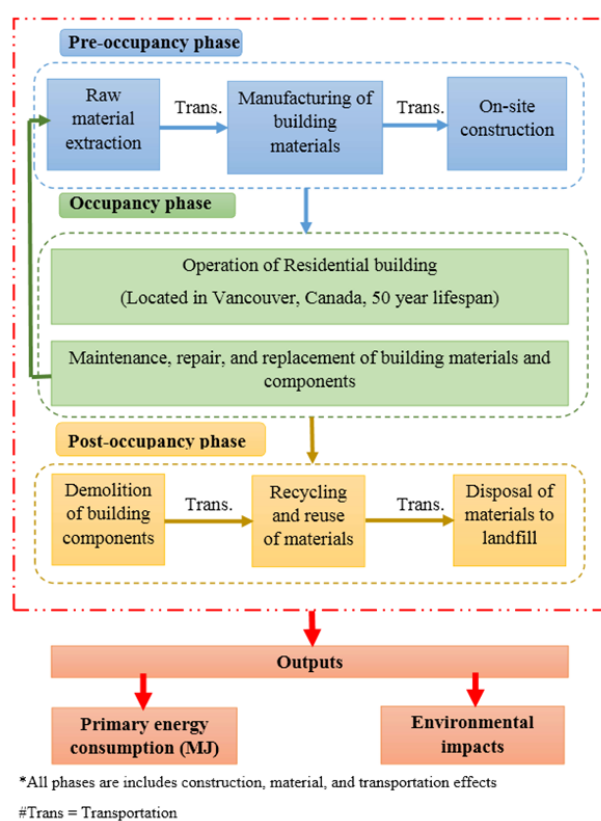 Pre-occupancy phase
Raw
material
extraction
Trans.
Manufacturing of
building
materials
Trans.
On-site
construction
Occupancy phase
Operation of Residential building
(Located in Vancouver, Canada, 50 year lifespan)
Maintenance, repair, and replacement of building materials and
components
Post-occupancy phase
Demolition
of building
components
Trans.
Recycling
and reuse
of materials
Trans.
Disposal of
materials to
landfill
Outputs
Primary energy
consumption (MJ)
Environmental
impacts
*All phases are includes construction, material, and transportation effects
#Trans = Transportation